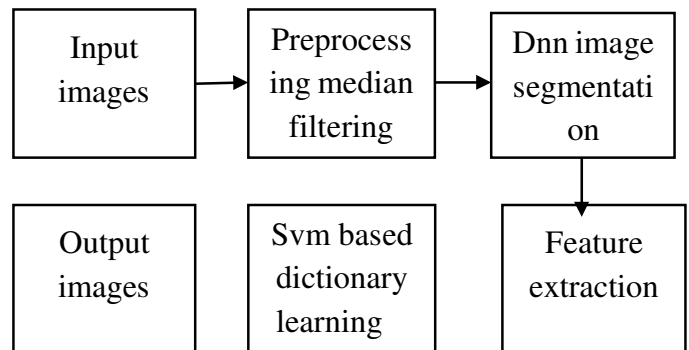 Input
images
Preprocess
ing median
filtering
Dnn image
segmentati
on
Output
images
Svm based
dictionary
learning
Feature
extraction